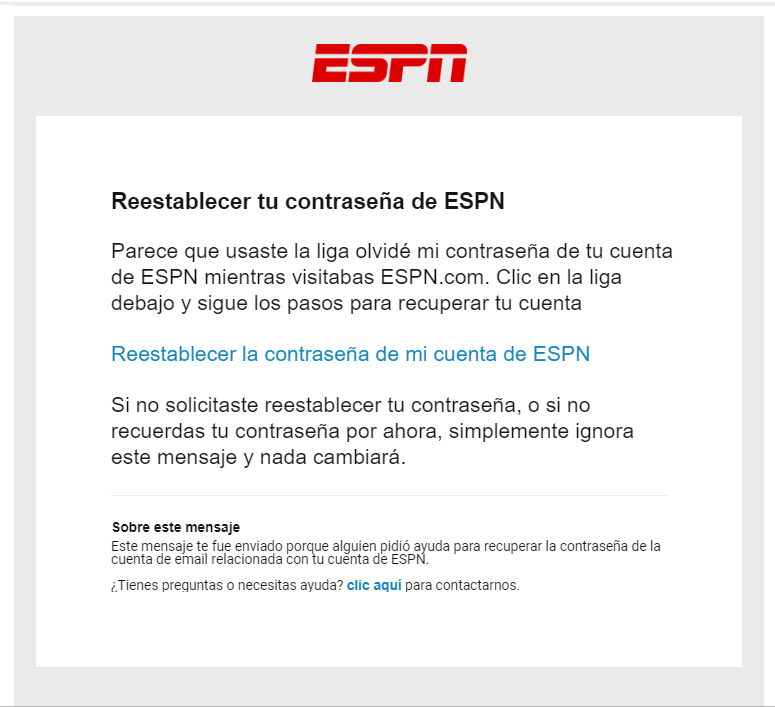 ESPN
Reestablecer tu contraseña de ESPN
Parece que usaste la liga olvidé mi contraseña de tu cuenta
de ESPN mientras visitabas ESPN.com. Clic en la liga
debajo y sigue los pasos para recuperar tu cuenta
Reestablecer la contraseña de mi cuenta de ESPN
Si no solicitaste reestablecer tu contraseña, o si no
recuerdas tu contraseña por ahora, simplemente ignora
este mensaje y nada cambiará.
Sobre este mensaje
Este mensaje te fue enviado porque alguien pidió ayuda para recuperar la contraseña de la
cuenta de email relacionada con tu cuenta de ESPN.
¿Tienes preguntas o necesitas ayuda? clic aquí para contactarnos.